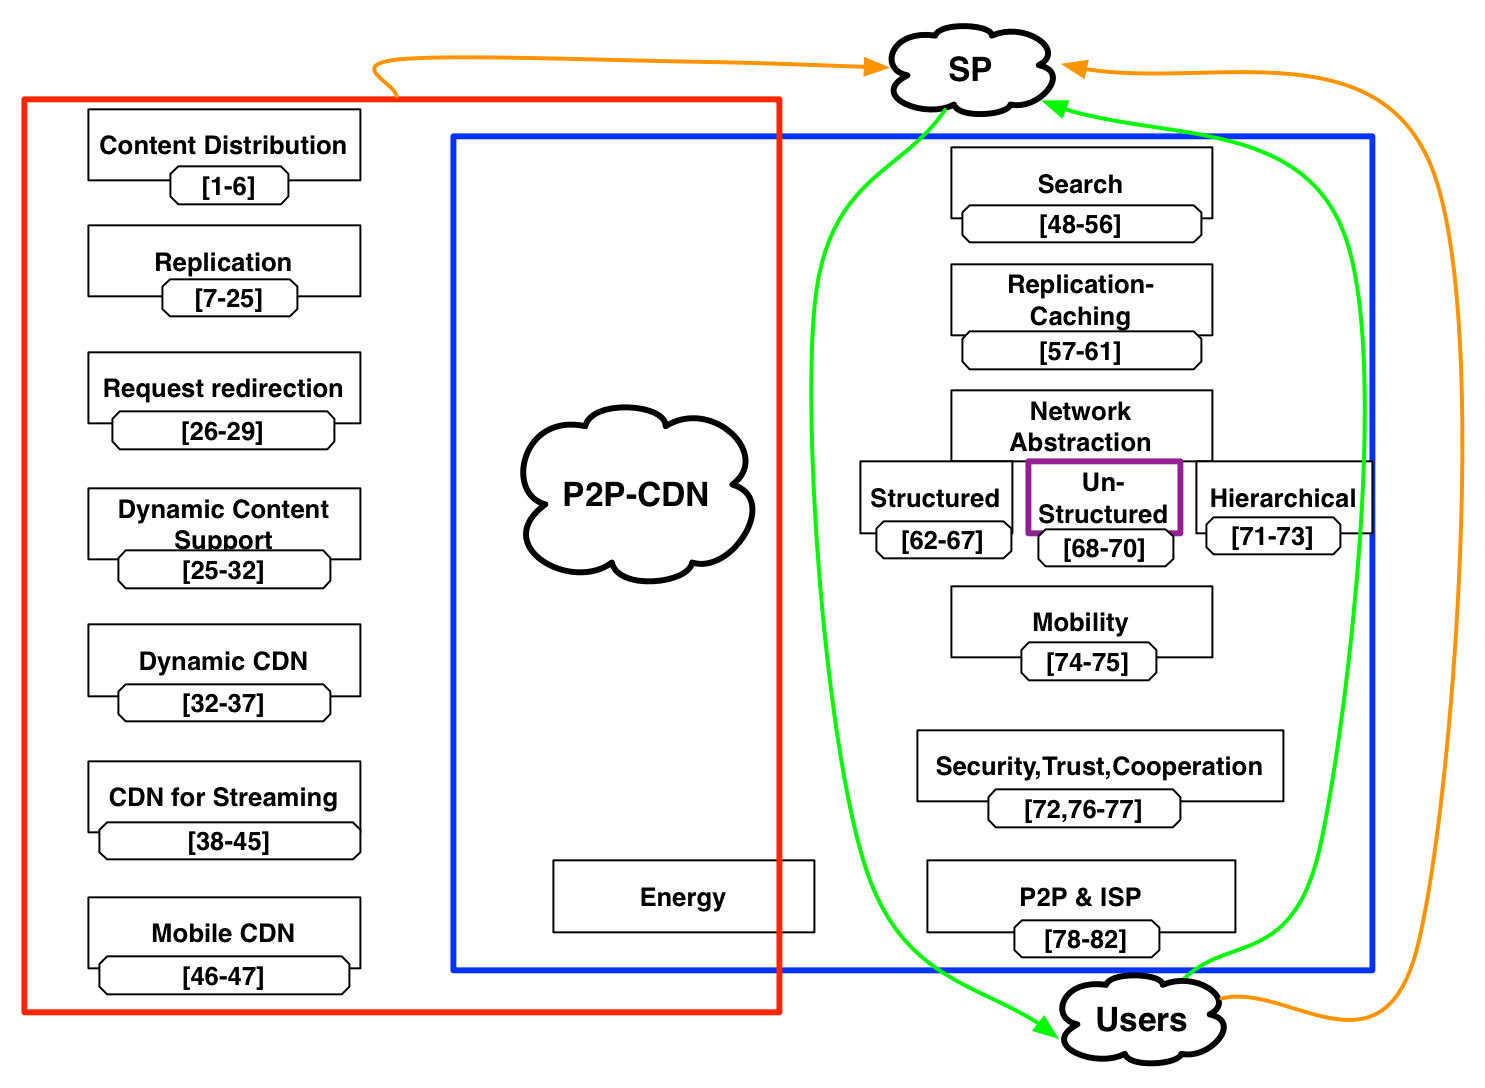 SP
Content Distribution
[1-6]
Replication
[7-25]
Request redirection
[26-29]
Dynamic Content
Support
[25-32]
Dynamic CDN
[32-37]
CDN for Streaming
[38-45]
Mobile CDN
[46-47]
P2P-CDN
Energy
Search
[48-56]
Replication-
Caching
[57-61]
Network
Abstraction
Structured
[62-67]
Un-
Structured
[68-70]
Hierarchical
[71-73]
Mobility
[74-75]
Security,Trust,Cooperation
[72,76-77]
P2P & ISP
[78-82]
Users